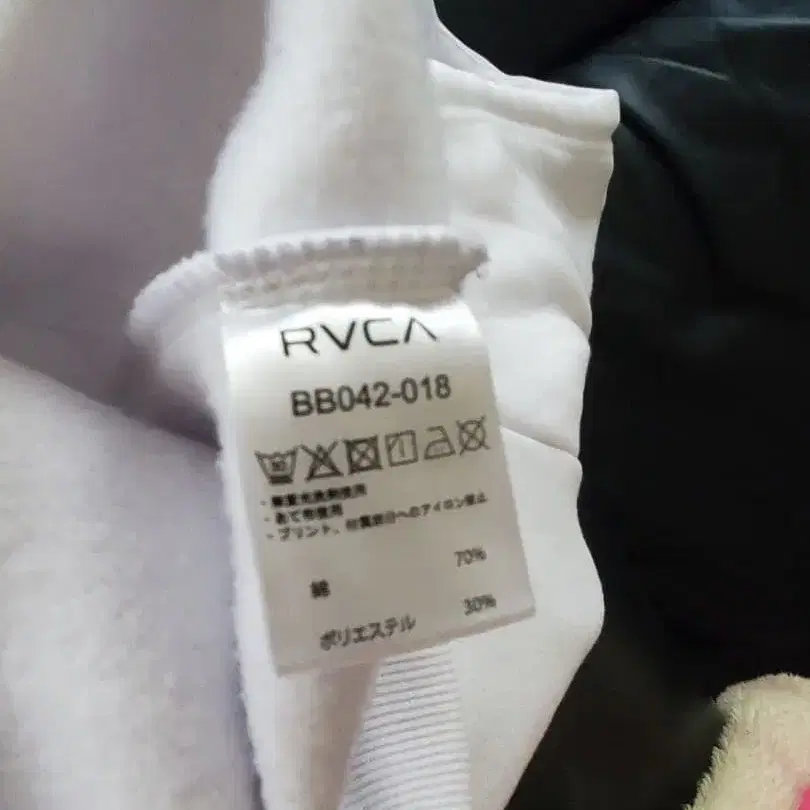 RVCA
BB042-018
・無蛍光洗剤使用
・あて布使用
・プリント、付属部分へのアイロン禁止
綿 70%
ポリエステル 30%